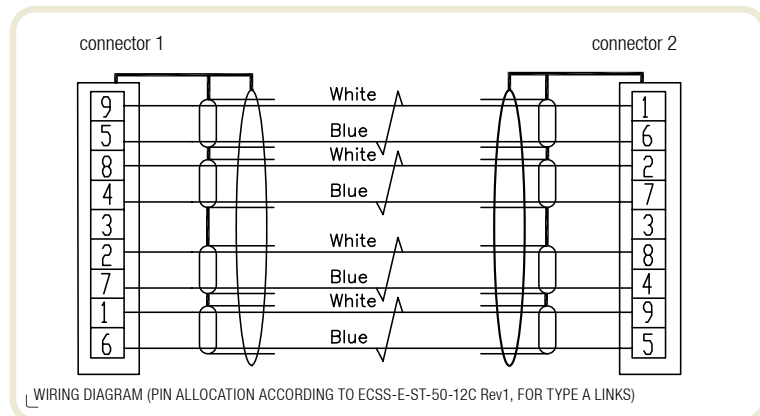 connector 1
connector 2
White
9
1
Blue
5
6
White
8
2
Blue
4
7
3
3
White
2
8
Blue
7
4
White
1
9
Blue
6
5
WIRING DIAGRAM (PIN ALLOCATION ACCORDING TO ECSS-E-ST-50-12C Rev1, FOR TYPE A LINKS)